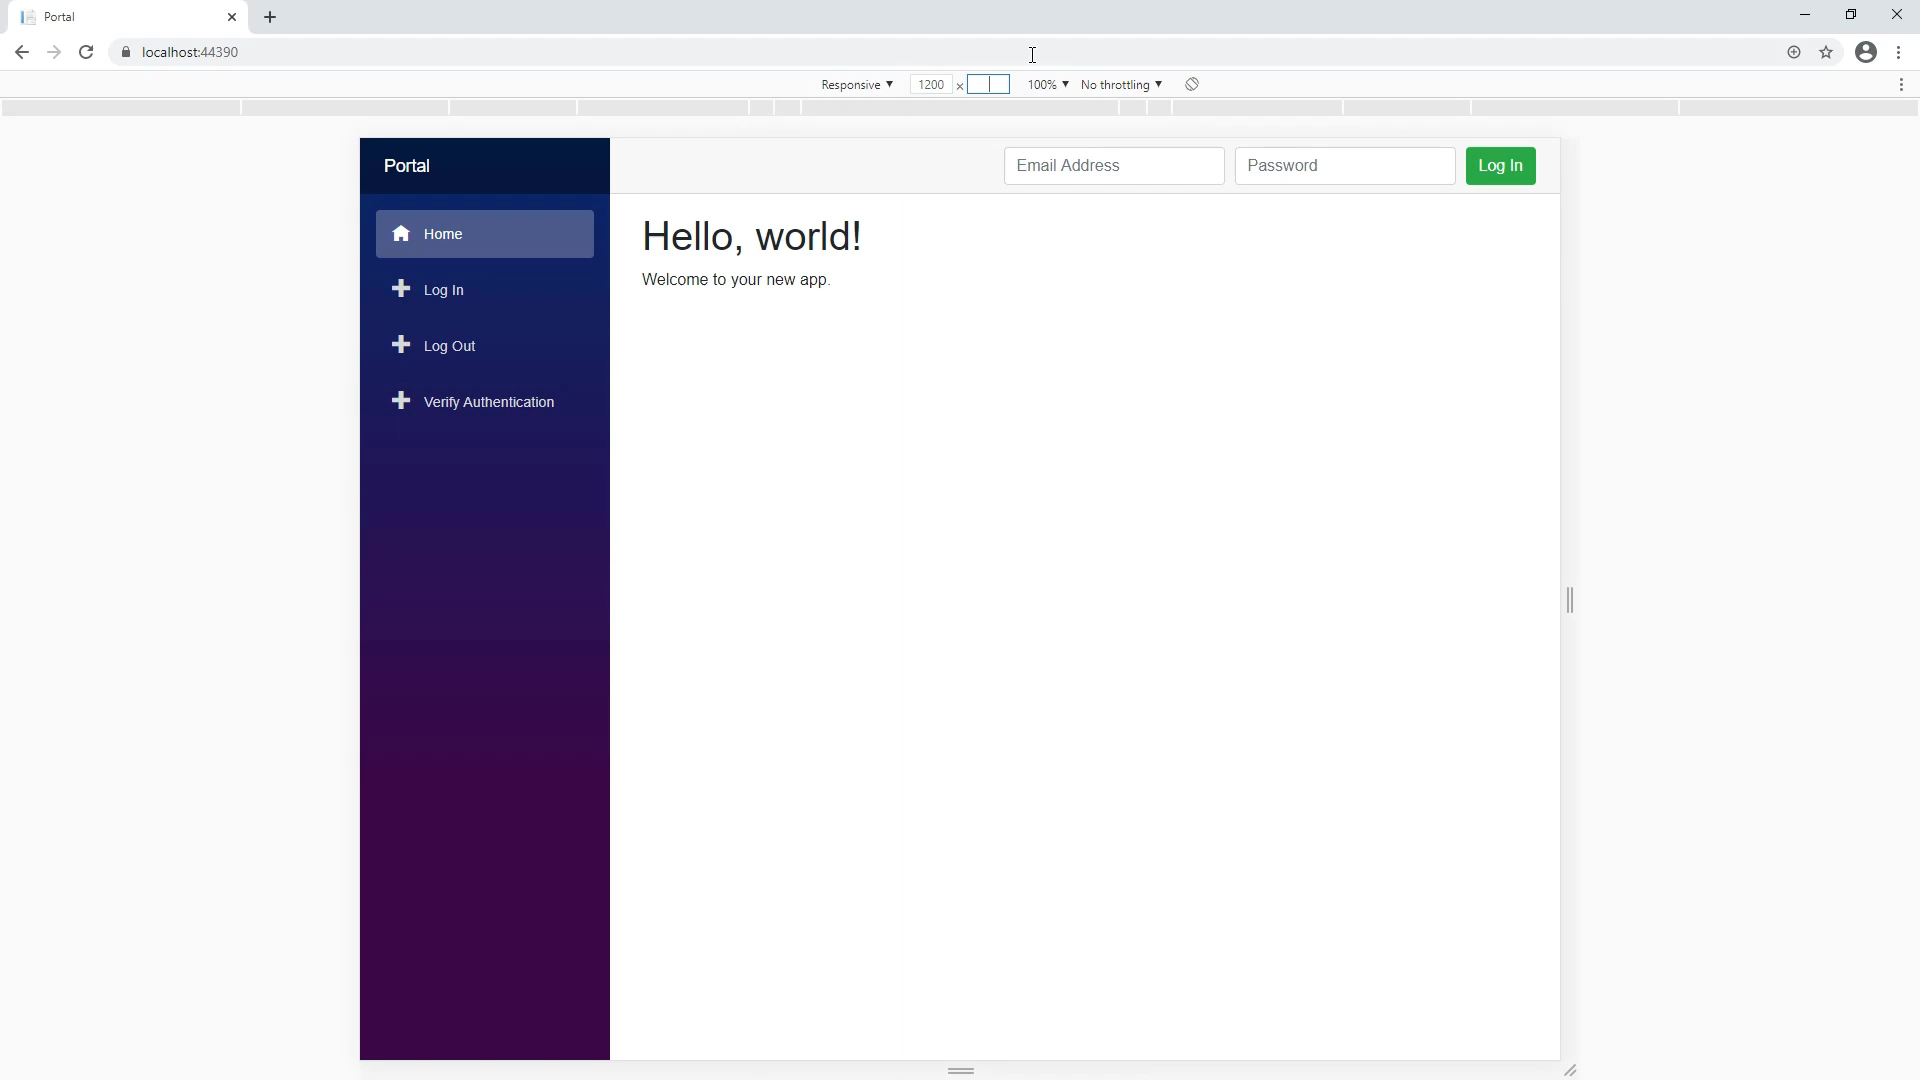 Portal
localhost:44390
Responsive 1200 × 100% No throttling
Portal
Email Address Password Log In
Home
Log In
Log Out
Verify Authentication
Hello, world!
Welcome to your new app.